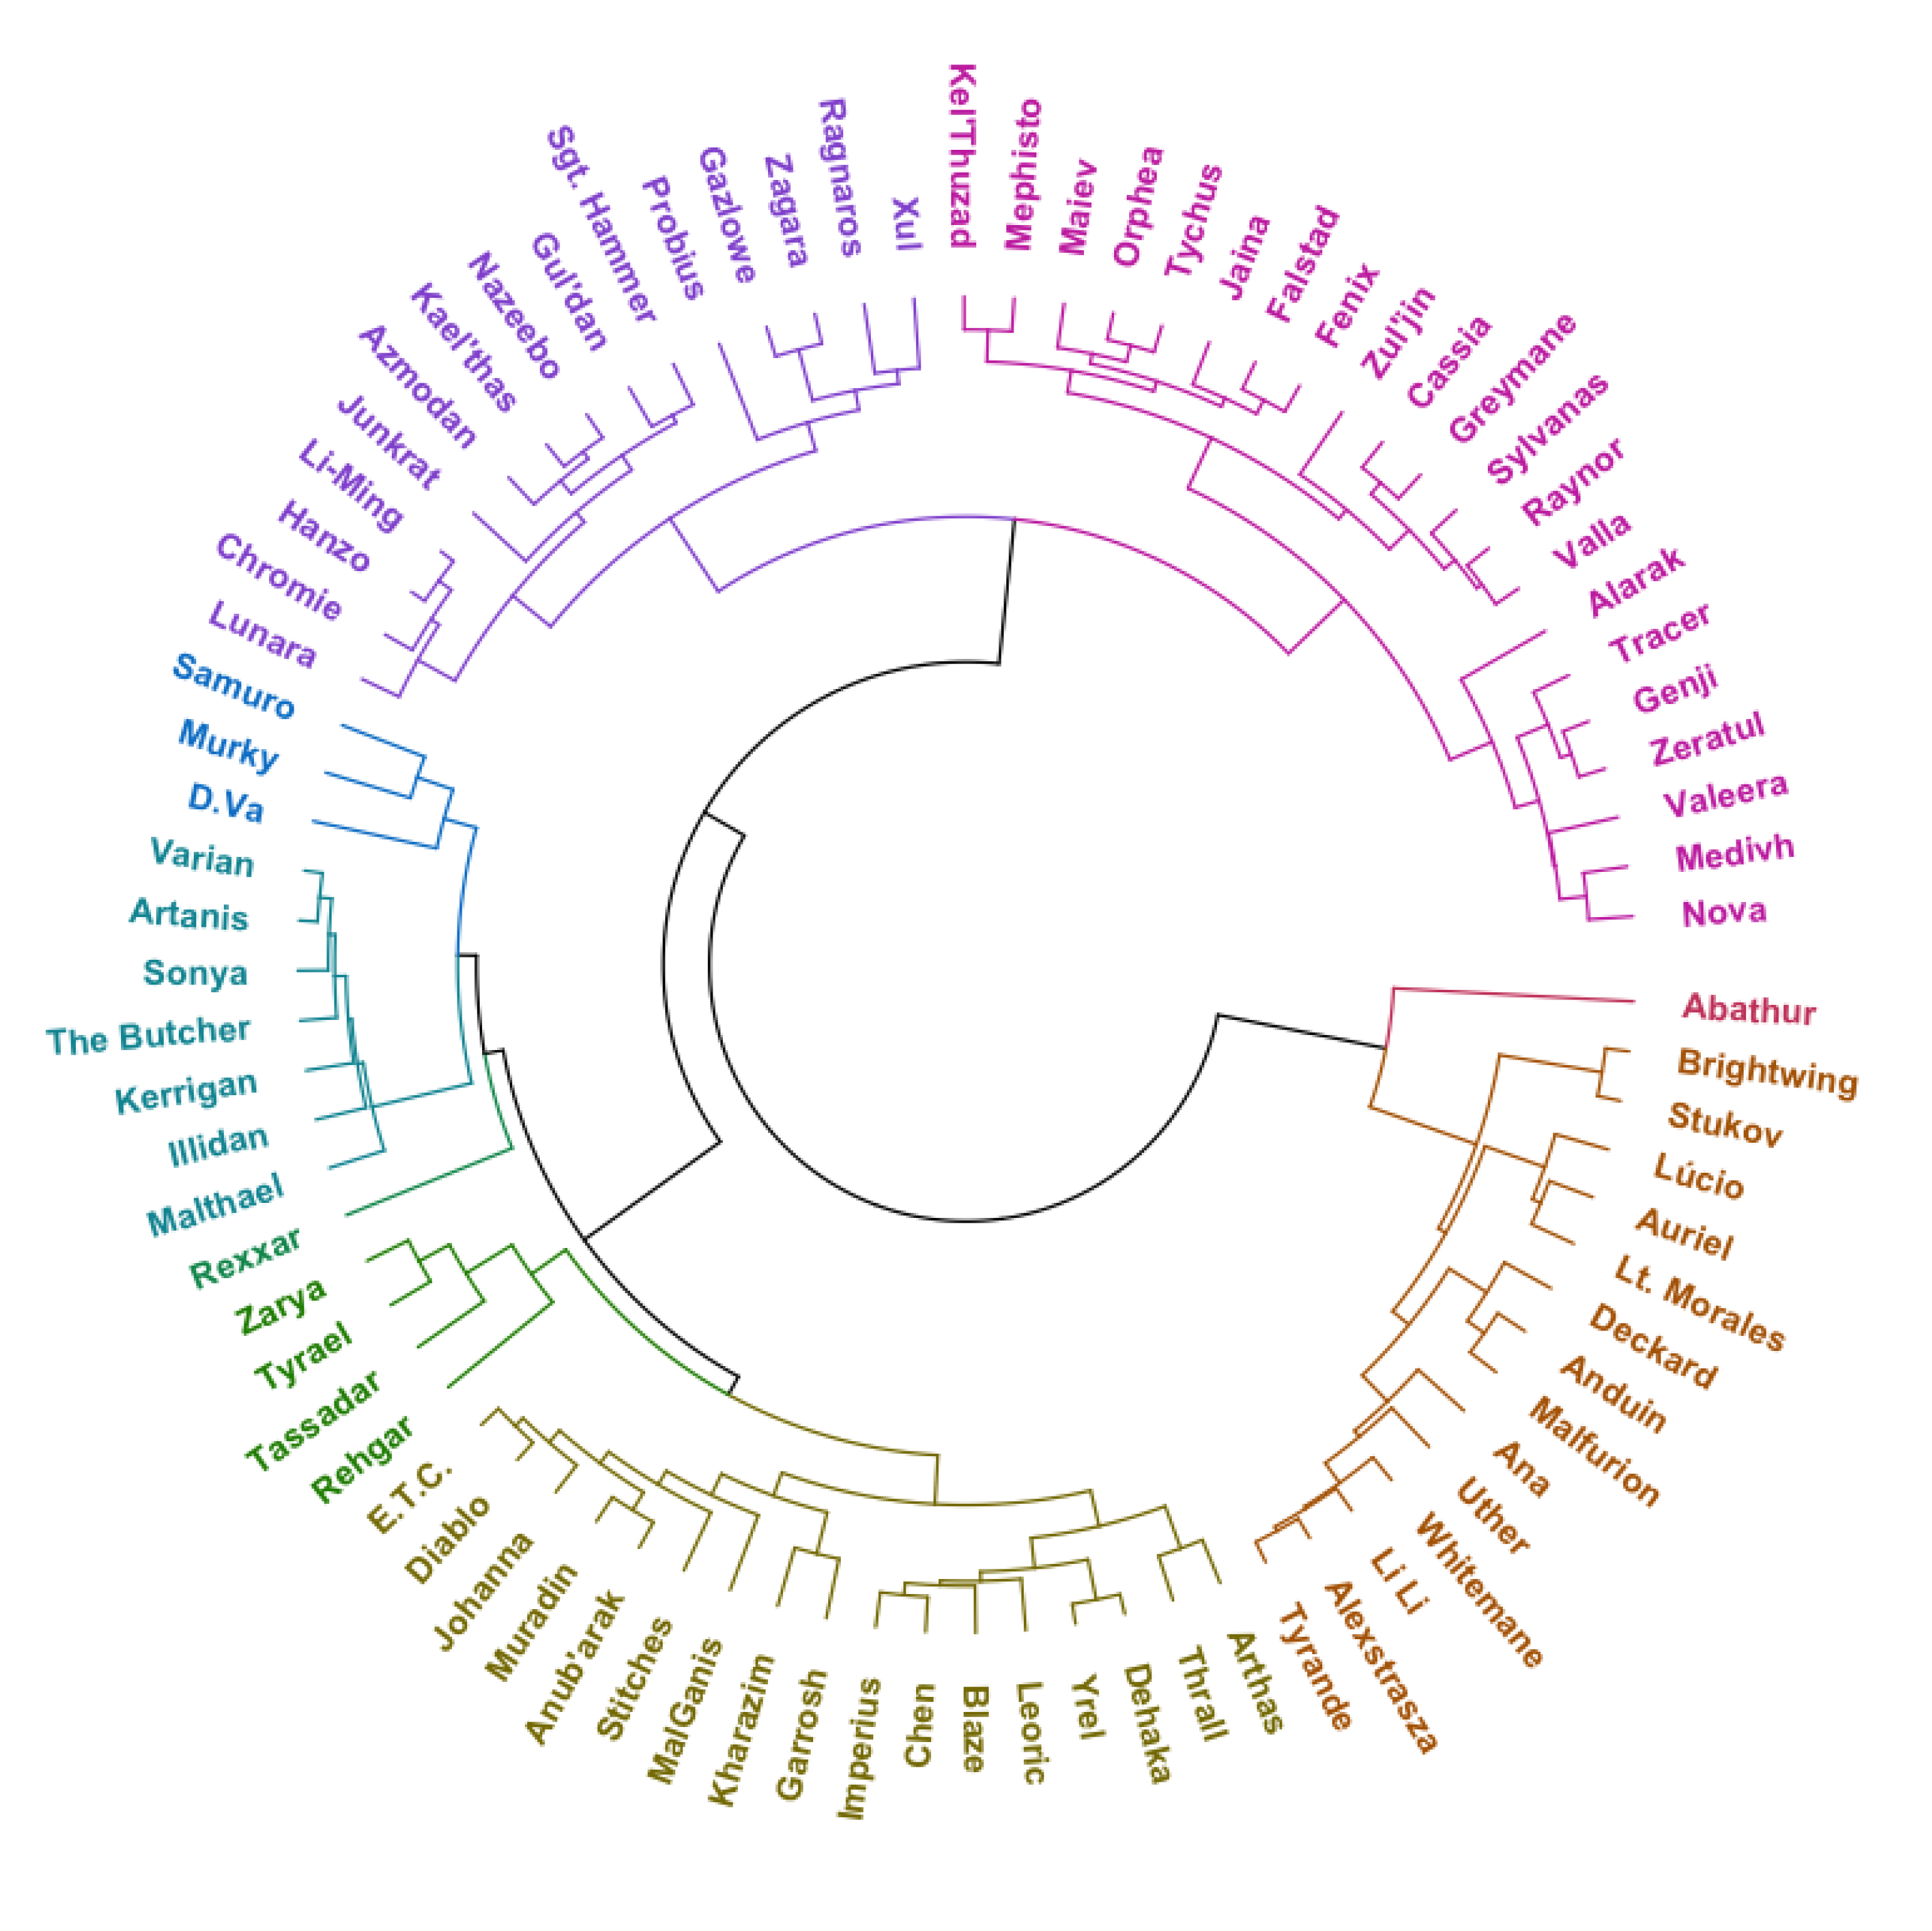 Kel'Thuzad
Mephisto
Maiev
Orphea
Tychus
Jaina
Falstad
Fenix
Zul'jin
Cassia
Greymane
Sylvanas
Raynor
Valla
Alarak
Tracer
Genji
Zeratul
Valeera
Medivh
Nova
Abathur
Brightwing
Stukov
Lúcio
Auriel
Lt. Morales
Deckard
Anduin
Malfurion
Ana
Uther
Whitemane
Li Li
Alexstrasza
Tyrande
Arthas
Thrall
Dehaka
Yrel
Leoric
Blaze
Chen
Imperius
Garrosh
Kharazim
MalGanis
Stitches
Anub'arak
Muradin
Johanna
Diablo
E.T.C.
Rehgar
Tassadar
Tyrael
Zarya
Rexxar
Malthael
Illidan
Kerrigan
The Butcher
Sonya
Artanis
Varian
D.Va
Murky
Samuro
Lunara
Chromie
Hanzo
Li-Ming
Junkrat
Azmodan
Kael'thas
Nazeebo
Gul'dan
Sgt. Hammer
Probius
Gazlowe
Zagara
Ragnaros
Xul